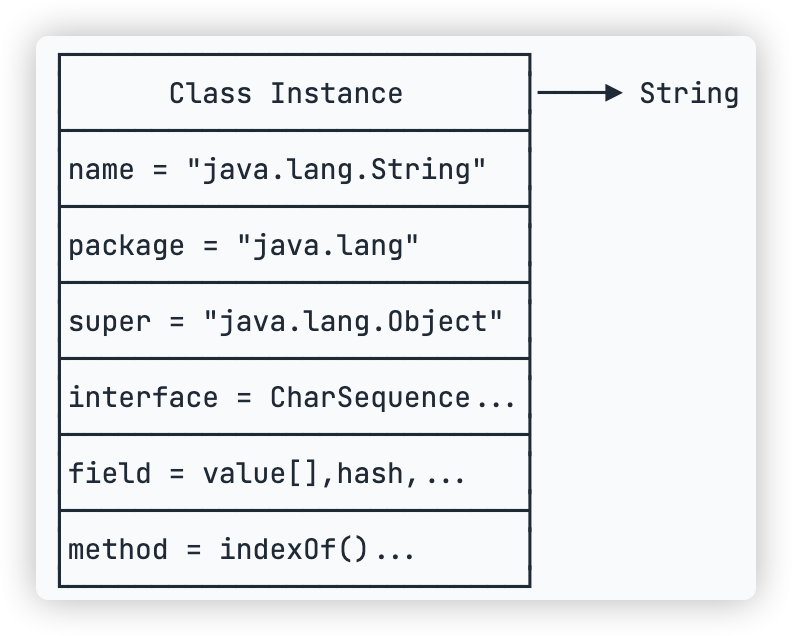 Class Instance
String
name = "java.lang.String"
package = "java.lang"
super = "java.lang.Object"
interface = CharSequence...
field = value[],hash,...
method = indexOf()...